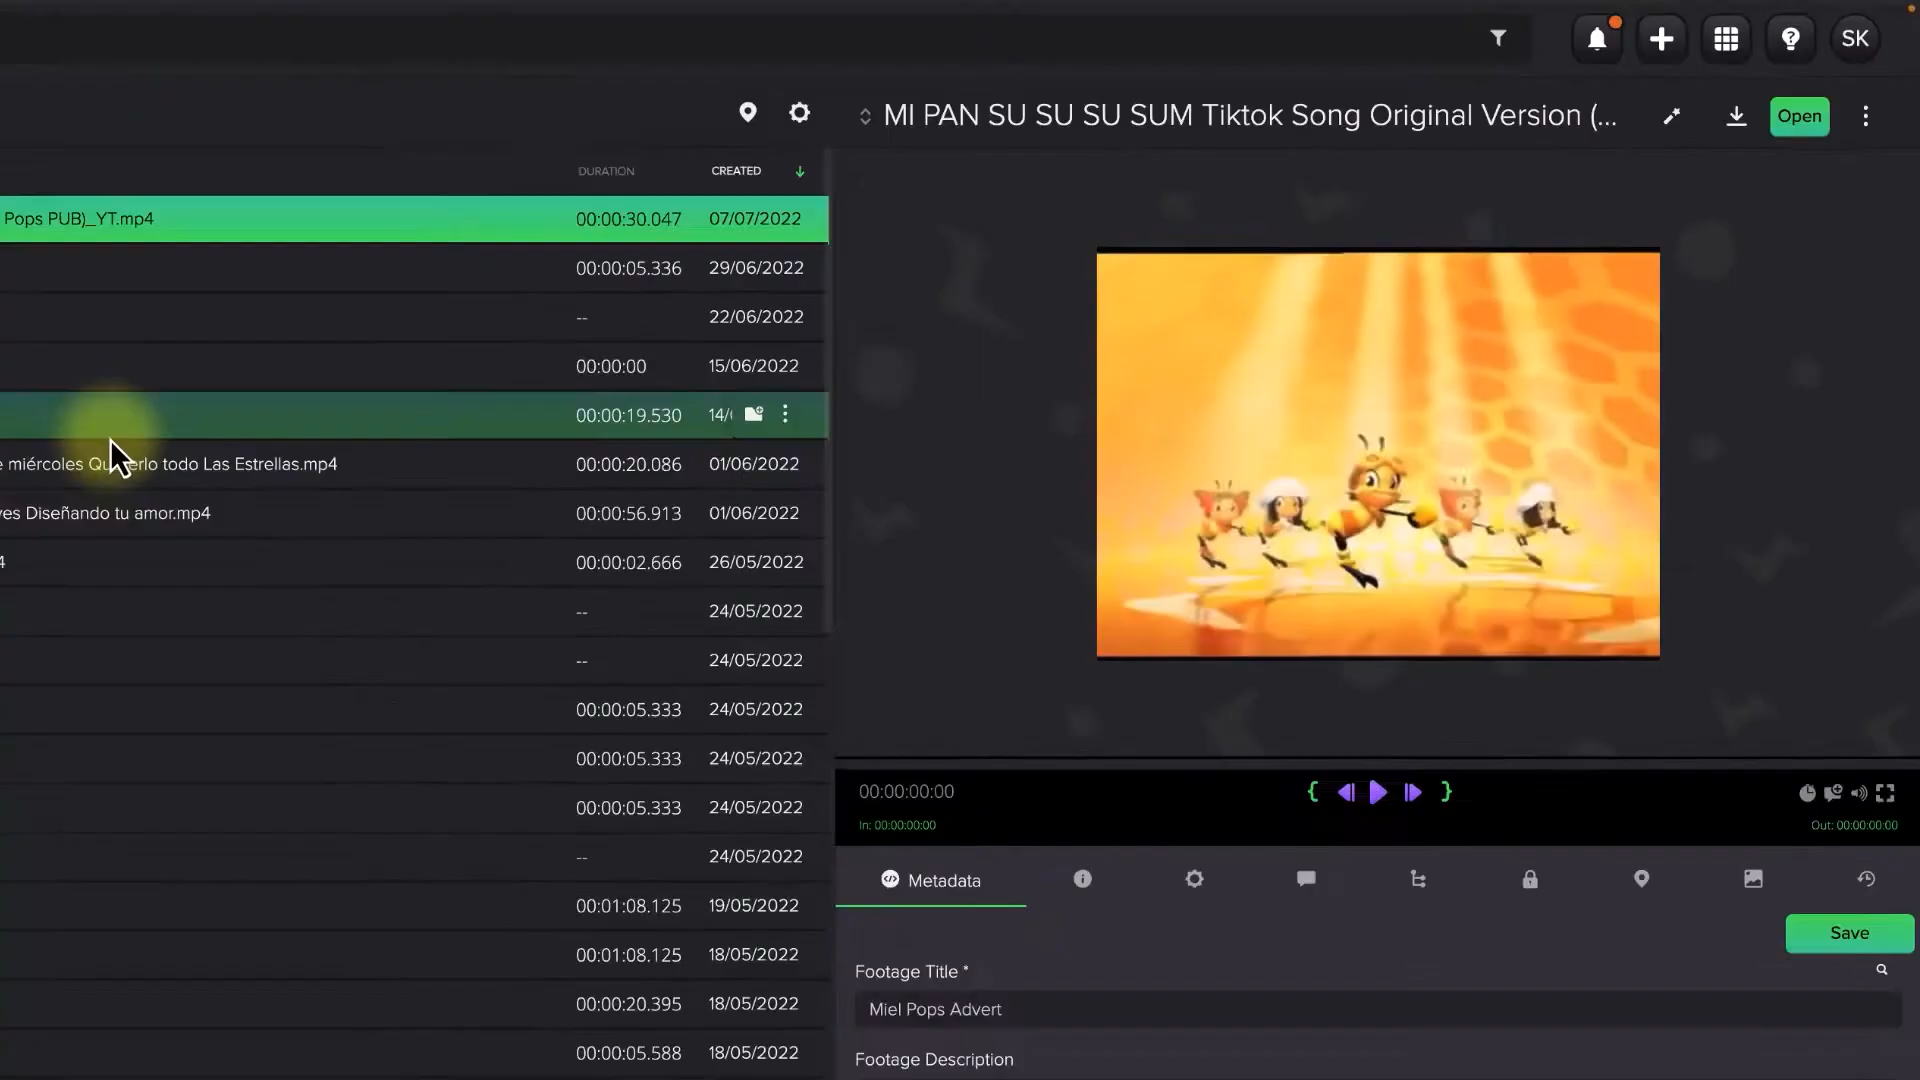 SK
MI PAN SU SU SU SUM Tiktok Song Original Version (...
Open
DURATION CREATED
Pops PUB)_YT.mp4 00:00:30.047 07/07/2022
00:00:05.336 29/06/2022
-- 22/06/2022
00:00:00 15/06/2022
00:00:19.530 14/
e miércoles Qu erlo todo Las Estrellas.mp4 00:00:20.086 01/06/2022
ves Diseñando tu amor.mp4 00:00:56.913 01/06/2022
4 00:00:02.666 26/05/2022
-- 24/05/2022
-- 24/05/2022
00:00:05.333 24/05/2022
00:00:05.333 24/05/2022
00:00:05.333 24/05/2022
-- 24/05/2022
00:01:08.125 19/05/2022
00:01:08.125 18/05/2022
00:00:20.395 18/05/2022
00:00:05.588 18/05/2022
00:00:00:00
In: 00:00:00:00
Out: 00:00:00:00
Metadata
Save
Footage Title *
Miel Pops Advert
Footage Description